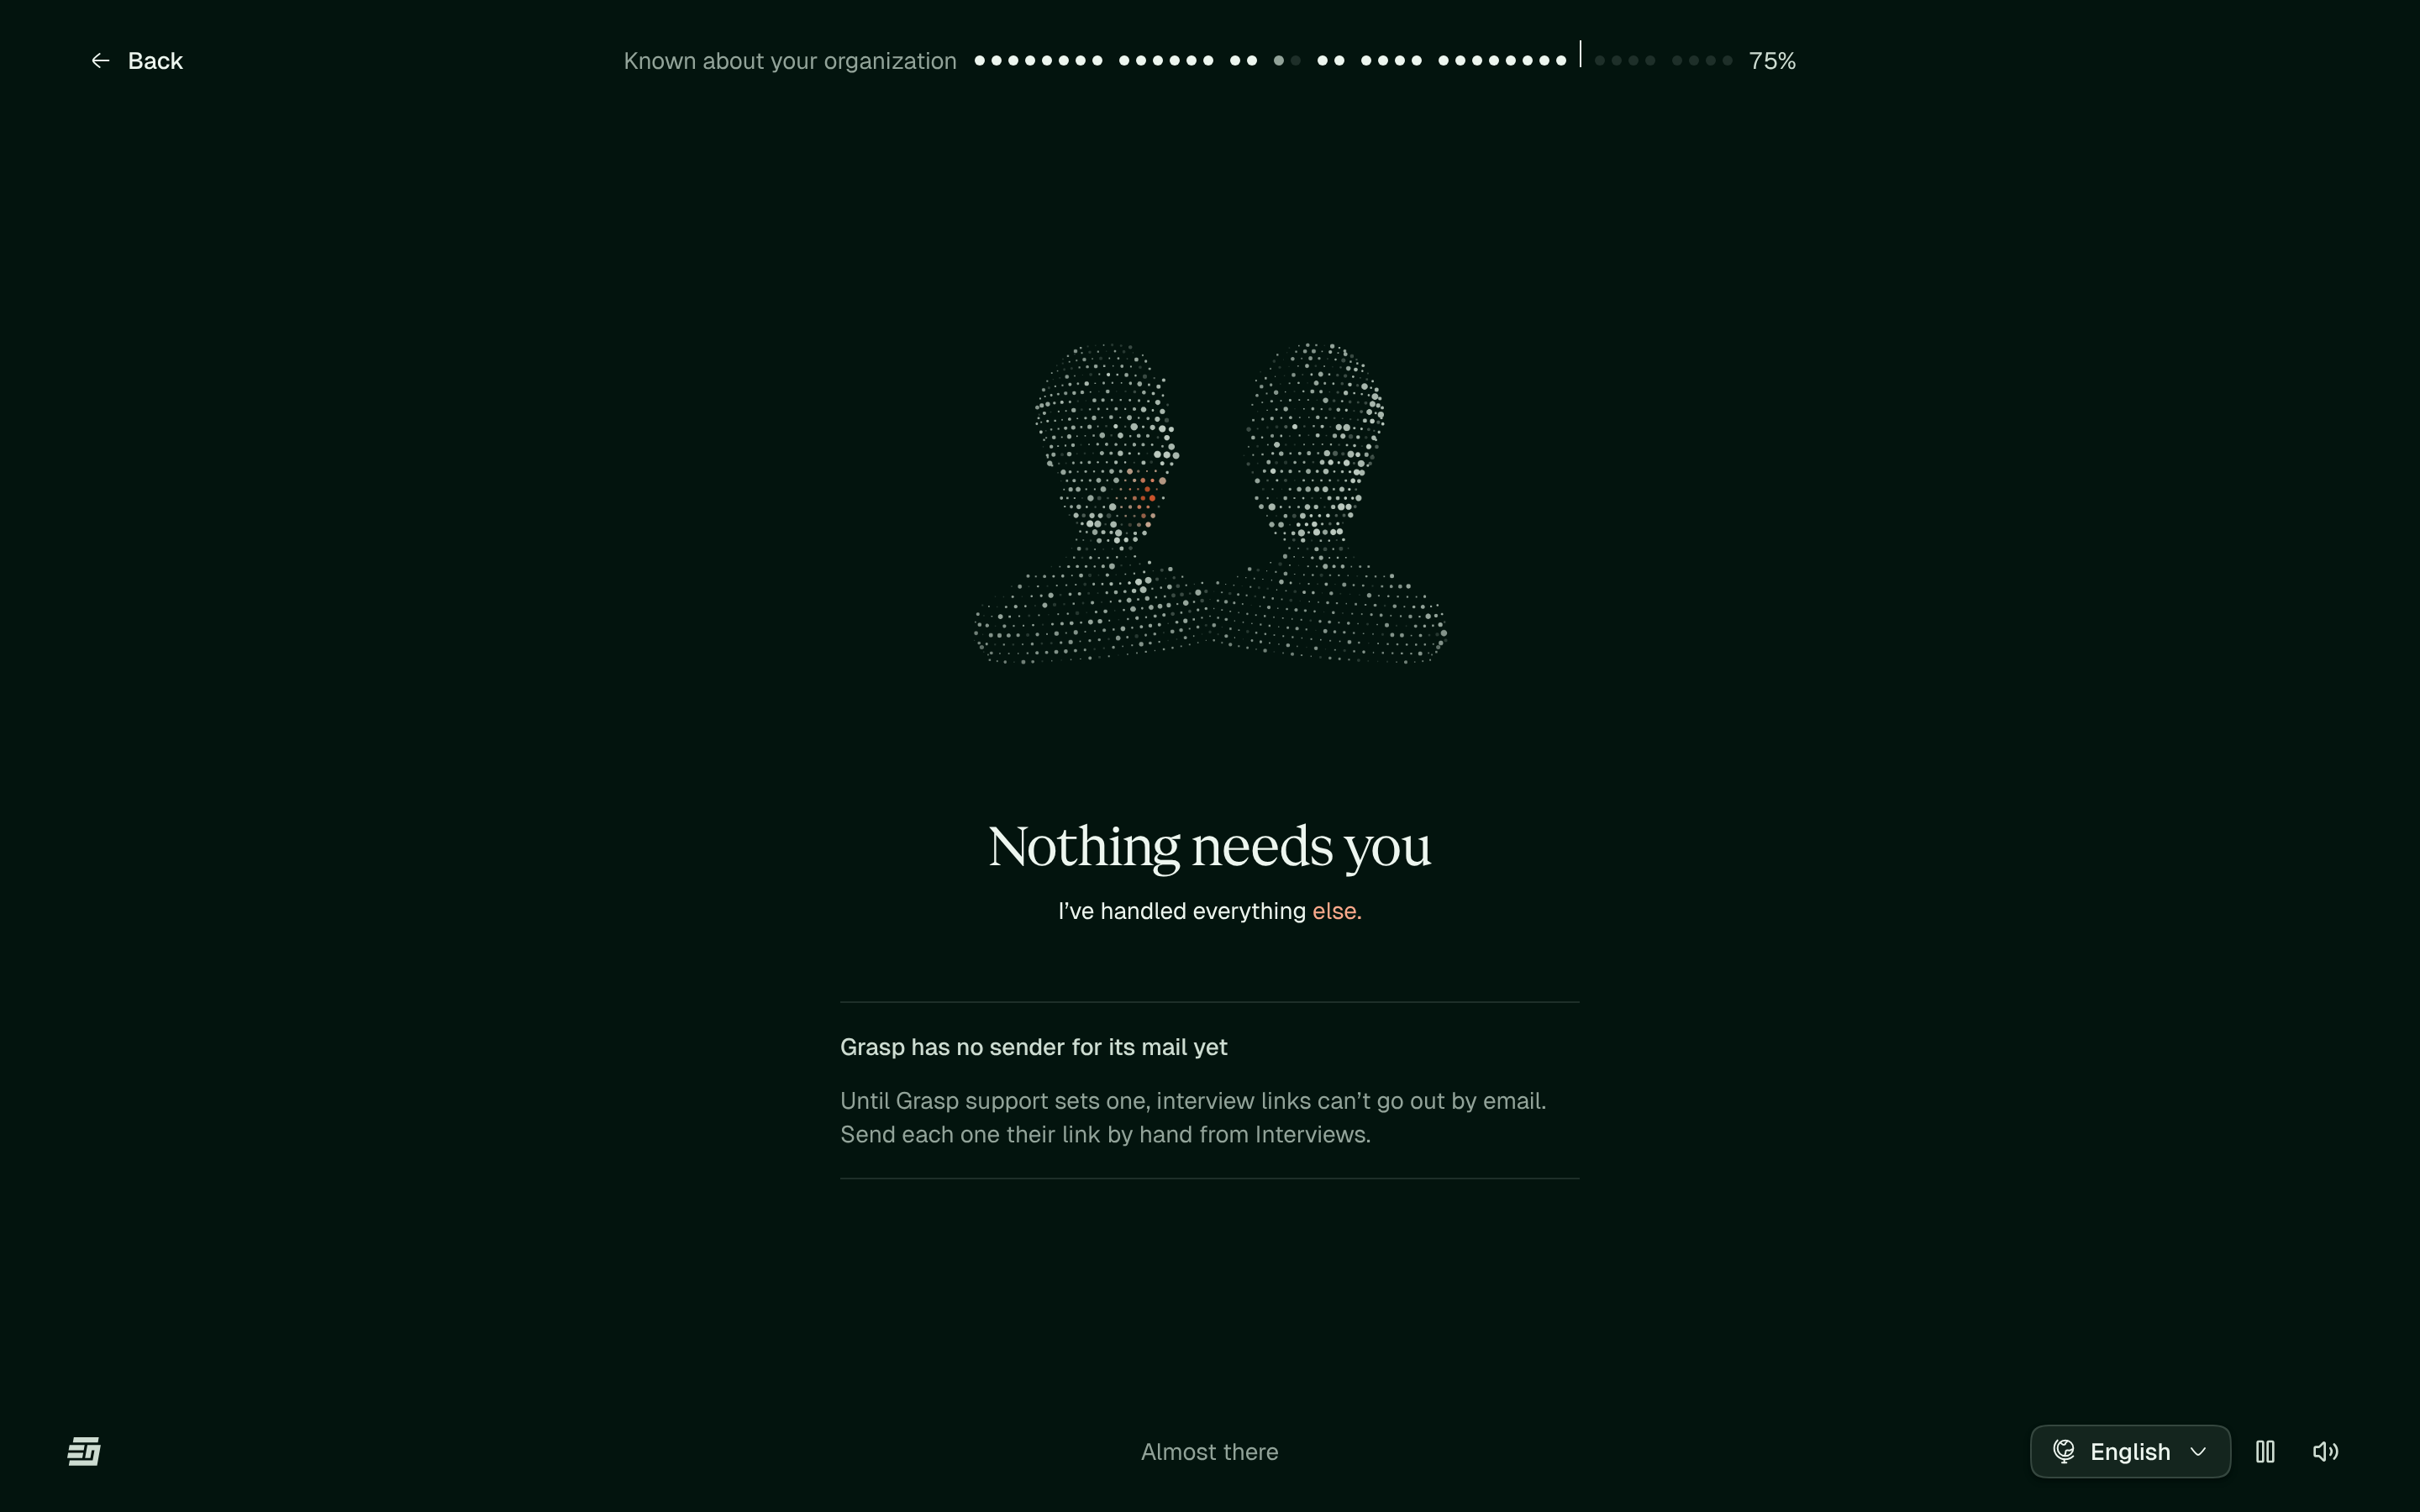 Back
Known about your organization
75%
Nothing needs you
I’ve handled everything else.
Grasp has no sender for its mail yet
Until Grasp support sets one, interview links can’t go out by email.
Send each one their link by hand from Interviews.
Almost there
English